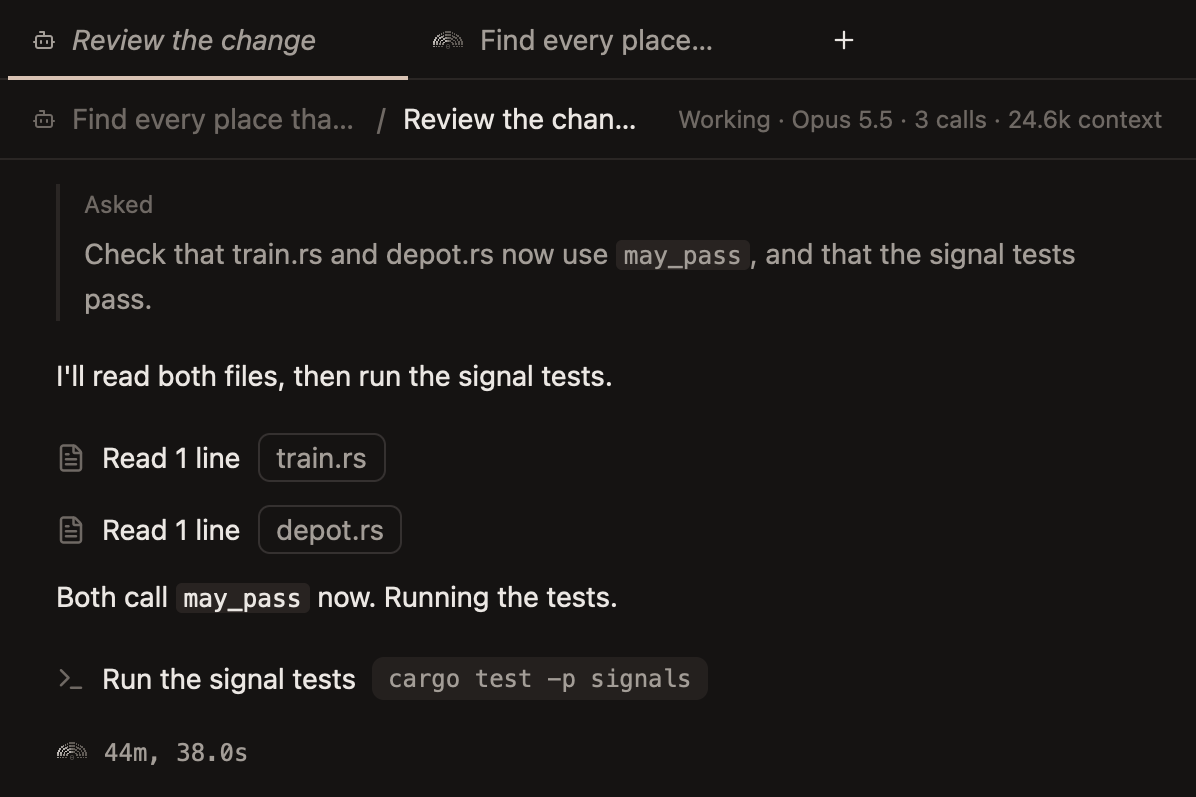 Review the change
Find every place...
+
Find every place tha... / Review the chan... Working · Opus 5.5 · 3 calls · 24.6k context
Asked
Check that train.rs and depot.rs now use may_pass, and that the signal tests
pass.
I'll read both files, then run the signal tests.
Read 1 line train.rs
Read 1 line depot.rs
Both call may_pass now. Running the tests.
Run the signal tests cargo test -p signals
44m, 38.0s